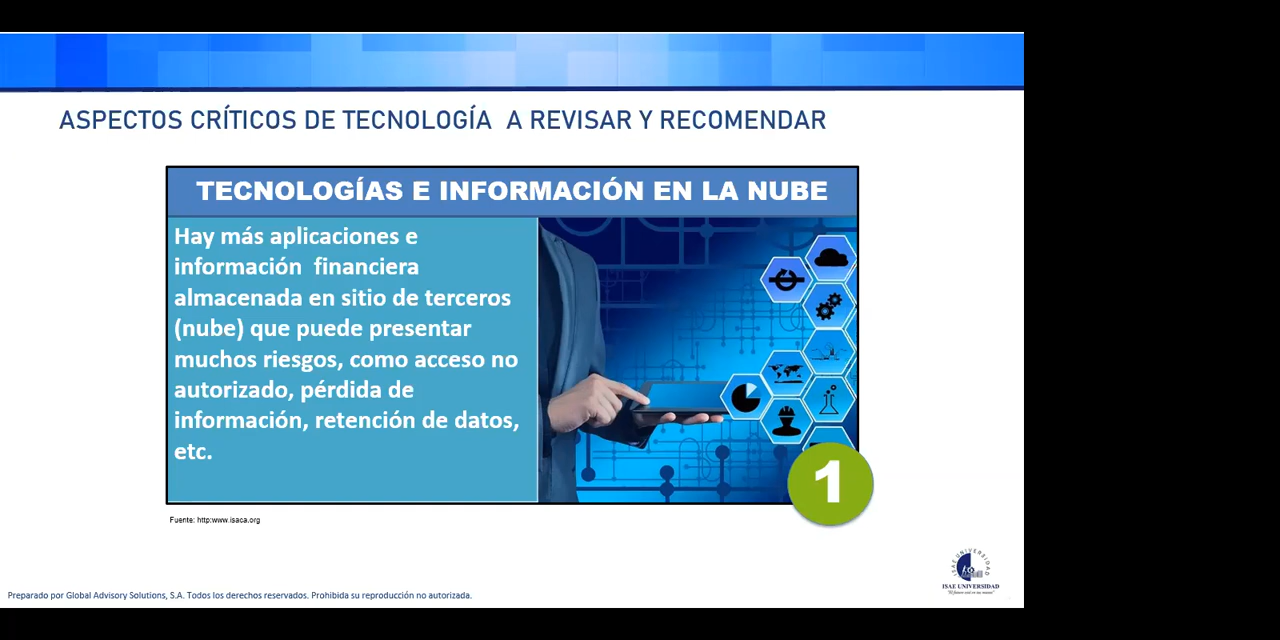 ASPECTOS CRÍTICOS DE TECNOLOGÍA  A REVISAR Y RECOMENDAR
TECNOLOGÍAS E INFORMACIÓN EN LA NUBE
Hay más aplicaciones e
información  financiera
almacenada en sitio de terceros
(nube) que puede presentar
muchos riesgos, como acceso no
autorizado, pérdida de
información, retención de datos,
etc.
1
Fuente: http:www.isaca.org
ISAE UNIVERSIDAD
ISAE UNIVERSIDAD
Preparado por Global Advisory Solutions, S.A. Todos los derechos reservados. Prohibida su reproducción no autorizada.